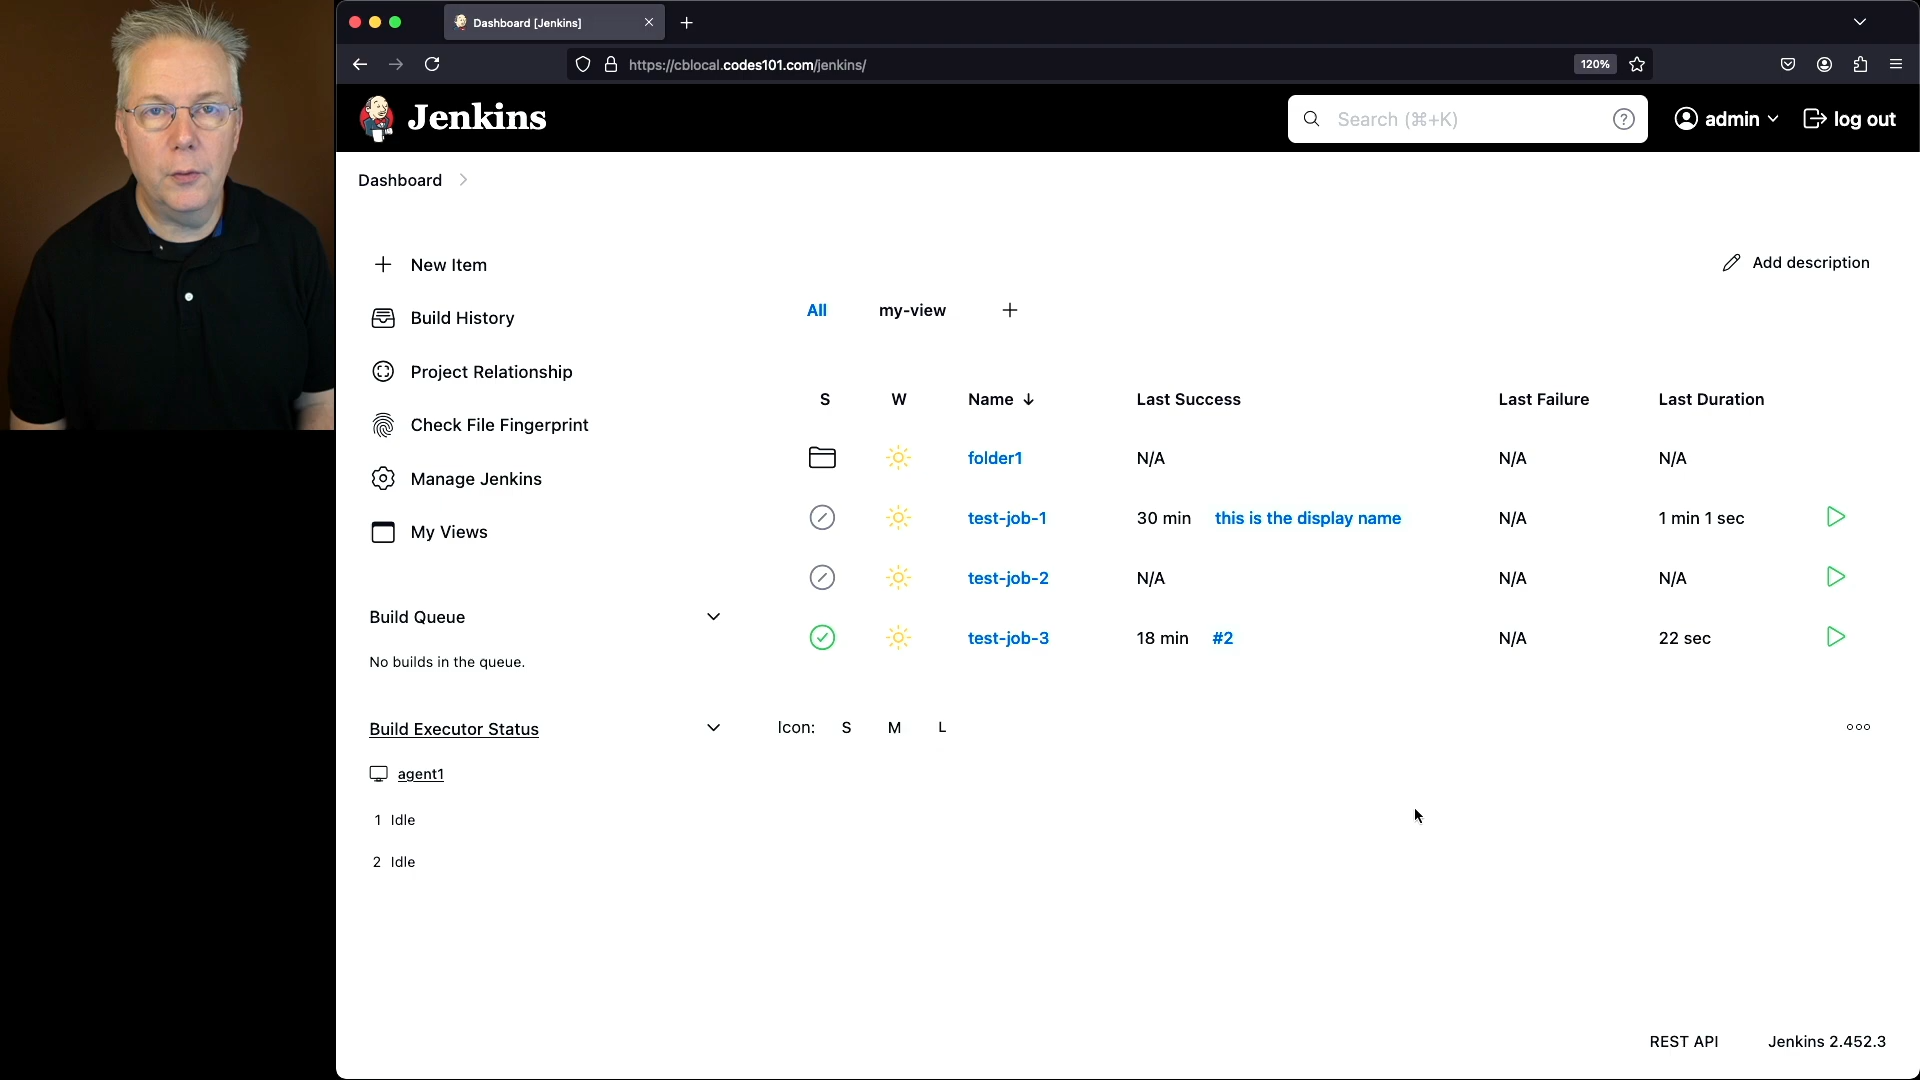 Dashboard [Jenkins]
https://cblocal.codes101.com/jenkins/
120%
Jenkins
Search (⌘+K)
?
admin
log out
Dashboard
New Item
Add description
Build History
All my-view +
Project Relationship
Check File Fingerprint
Manage Jenkins
My Views
S W Name ↓ Last Success Last Failure Last Duration
folder1 N/A N/A N/A
test-job-1 30 min this is the display name N/A 1 min 1 sec
test-job-2 N/A N/A N/A
test-job-3 18 min #2 N/A 22 sec
Build Queue
No builds in the queue.
Build Executor Status
Icon: S M L
agent1
1 Idle
2 Idle
REST API Jenkins 2.452.3